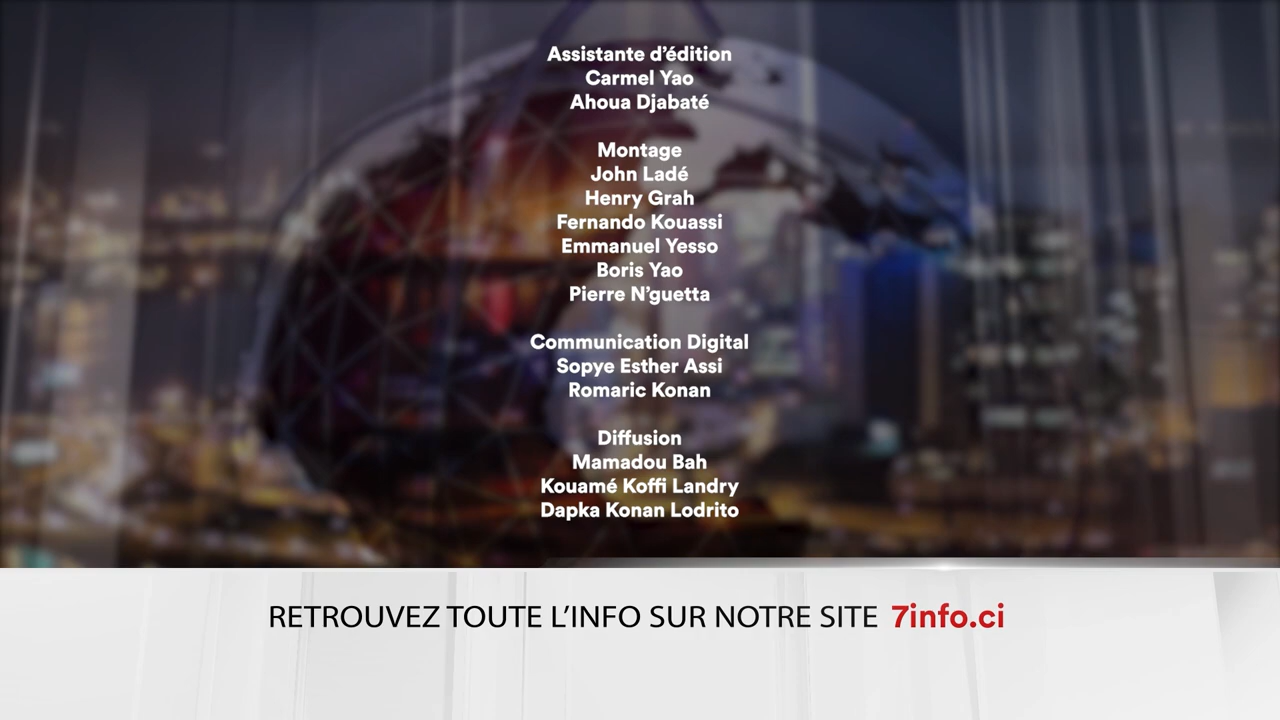 Assistante d'édition
Carmel Yao
Ahoua Djabaté
Montage
John Ladé
Henry Grah
Fernando Kouassi
Emmanuel Yesso
Boris Yao
Pierre N'guetta
Communication Digital
Sopye Esther Assi
Romaric Konan
Diffusion
Mamadou Bah
Kouamé Koffi Landry
Dapka Konan Lodrito
RETROUVEZ TOUTE L'INFO SUR NOTRE SITE 7info.ci